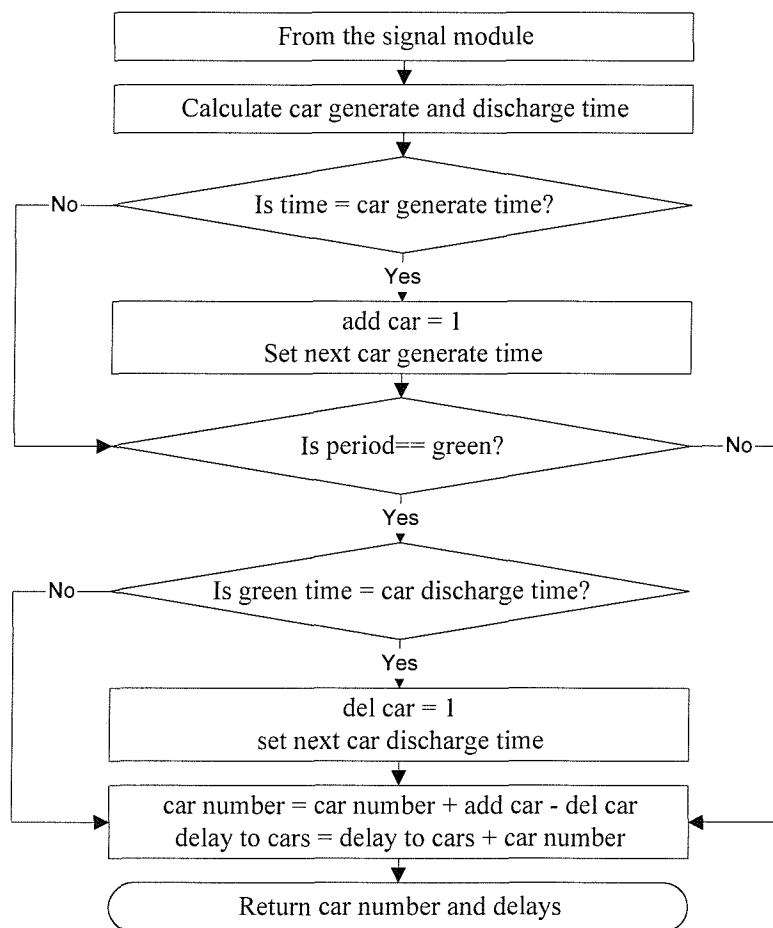 From the signal module
Calculate car generate and discharge time
Is time = car generate time?
No
Yes
add car = 1
Set next car generate time
Is period== green?
No
Yes
Is green time = car discharge time?
No
Yes
del car = 1
set next car discharge time
car number = car number + add car - del car
delay to cars = delay to cars + car number
Return car number and delays